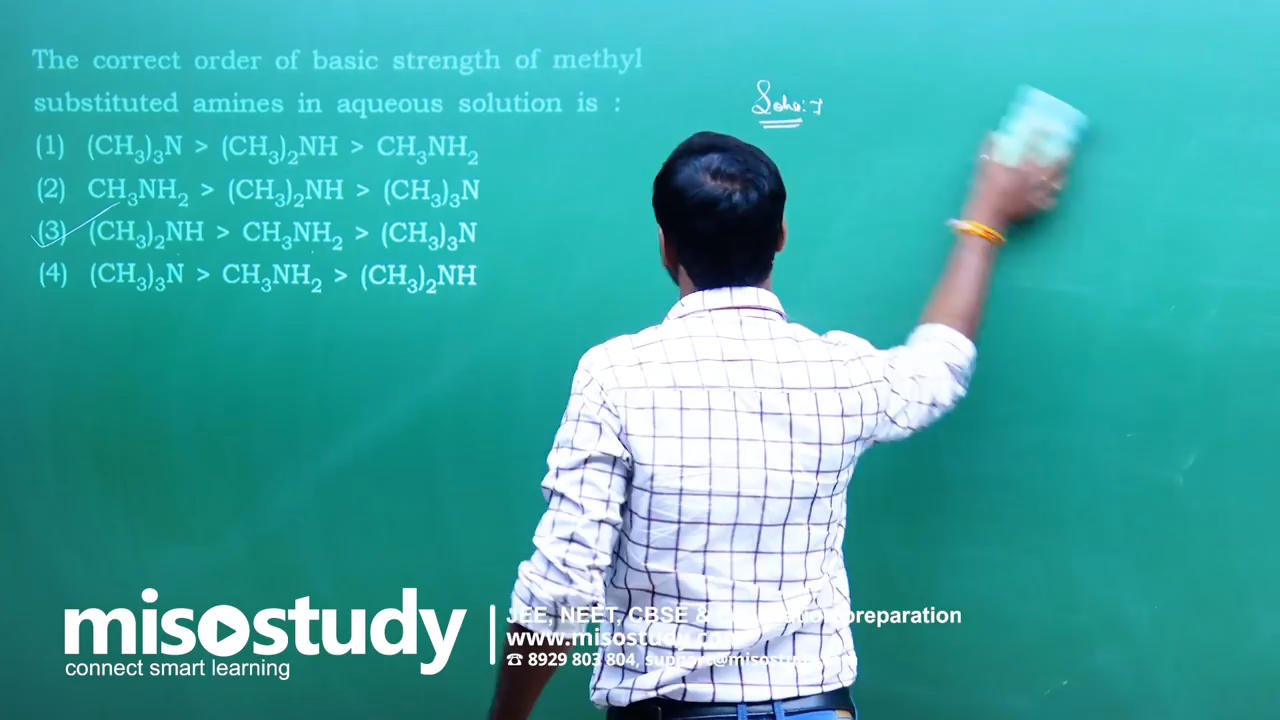 The correct order of basic strength of methyl
substituted amines in aqueous solution is :
(1) (CH₃)₃N > (CH₃)₂NH > CH₃NH₂
(2) CH₃NH₂ > (CH₃)₂NH > (CH₃)₃N
(3) (CH₃)₂NH > CH₃NH₂ > (CH₃)₃N
(4) (CH₃)₃N > CH₃NH₂ > (CH₃)₂NH
misostudy
connect smart learning
JEE, NEET, CBSE & preparation
www.misostudy.com
☎ 8929 803 804,